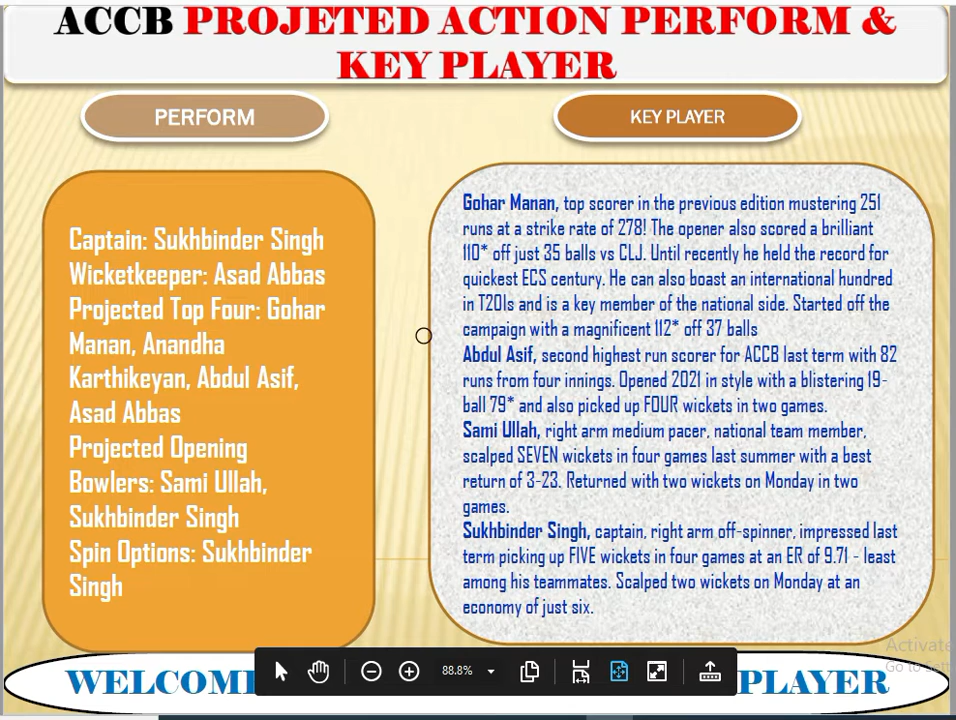 ACCB PROJETED ACTION PERFORM &
KEY PLAYER
PERFORM
KEY PLAYER
Captain: Sukhbinder Singh
Wicketkeeper: Asad Abbas
Projected Top Four: Gohar
Manan, Anandha
Karthikeyan, Abdul Asif,
Asad Abbas
Projected Opening
Bowlers: Sami Ullah,
Sukhbinder Singh
Spin Options: Sukhbinder
Singh
Gohar Manan, top scorer in the previous edition mustering 251
runs at a strike rate of 278! The opener also scored a brilliant
110* off just 35 balls vs CLJ. Until recently he held the record for
quickest ECS century. He can also boast an international hundred
in T20Is and is a key member of the national side. Started off the
campaign with a magnificent 112* off 37 balls
Abdul Asif, second highest run scorer for ACCB last term with 82
runs from four innings. Opened 2021 in style with a blistering 19-
ball 79* and also picked up FOUR wickets in two games.
Sami Ullah, right arm medium pacer, national team member,
scalped SEVEN wickets in four games last summer with a best
return of 3-23. Returned with two wickets on Monday in two
games.
Sukhbinder Singh, captain, right arm off-spinner, impressed last
term picking up FIVE wickets in four games at an ER of 9.71 - least
among his teammates. Scalped two wickets on Monday at an
economy of just six.
Activate
Go to Sett
88.8%
WELCOM PLAYER